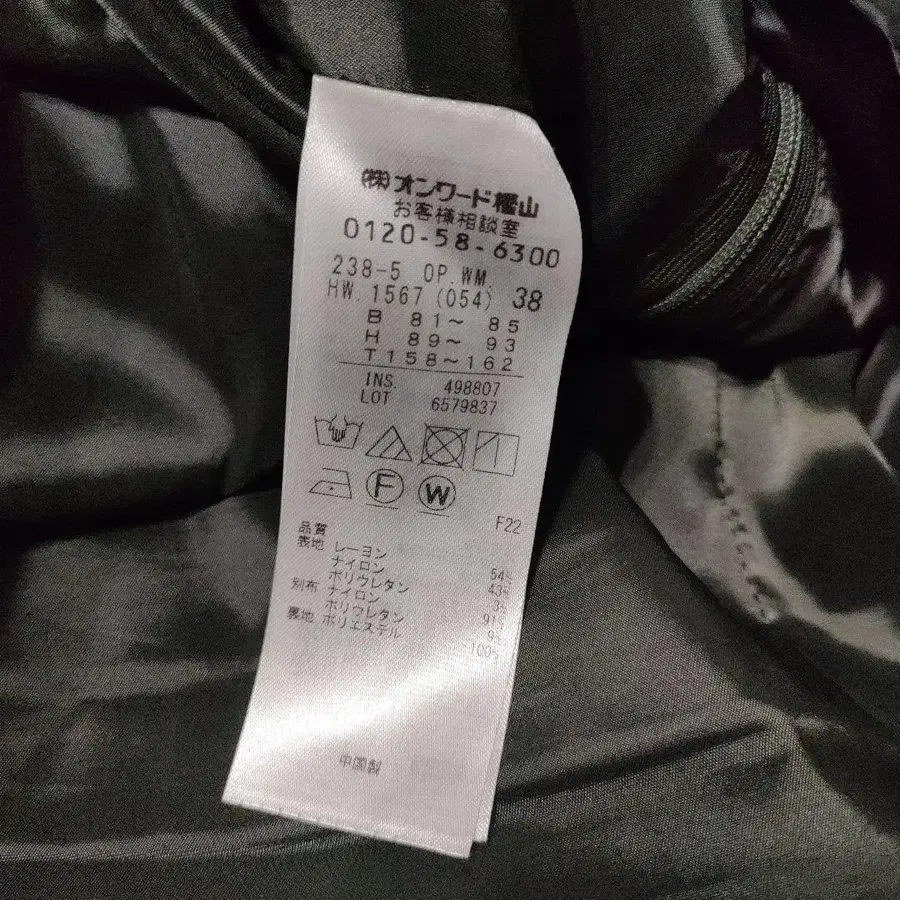 ㈱オンワード樫山
お客様相談室
0120-58-6300
238-5 OP.WM.
HW.1567(054) 38
B 81～ 85
H 89～ 93
T158～162
INS. 498807
LOT 6579837
F
W
F22
品質
表地 レーヨン 54%
ナイロン 43%
ポリウレタン 3%
別布 ナイロン 91%
ポリウレタン 9%
裏地 ポリエステル 100%
中国製